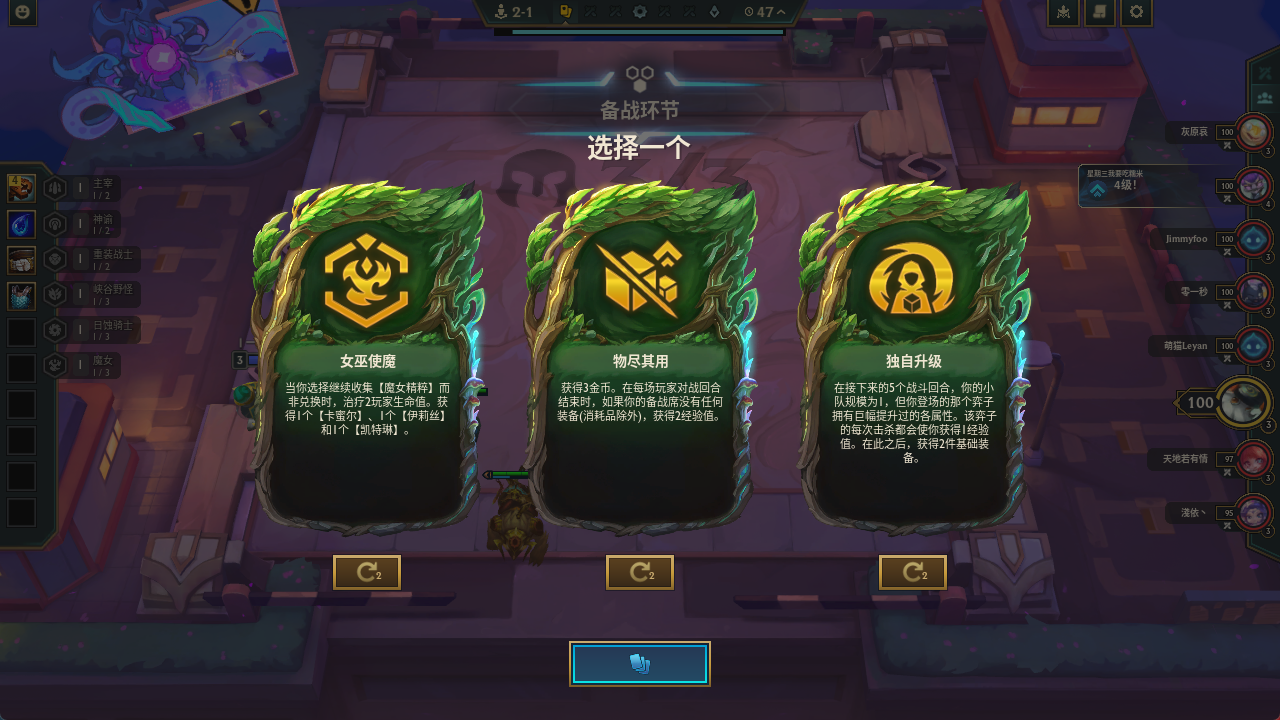 2-1
47
备战环节
选择一个
主宰
1 / 2
神谕
1 / 2
重装战士
1 / 2
峡谷野怪
1 / 3
日蚀骑士
1 / 3
魔女
1 / 3
3
女巫使魔
当你选择继续收集【魔女精粹】而
非兑换时，治疗2玩家生命值。获
得1个【卡蜜尔】、1个【伊莉丝】
和1个【凯特琳】。
2
物尽其用
获得3金币。在每场玩家对战回合
结束时，如果你的备战席没有任何
装备(消耗品除外)，获得2经验值。
2
独自升级
在接下来的5个战斗回合，你的小
队规模为1，但你登场的那个弈子
拥有巨幅提升过的各属性。该弈子
的每次击杀都会使你获得1经验
值。在此之后，获得2件基础装
备。
2
灰原哀 100
3
星期三我要吃糯米
4级！
100
4
Jimmyfoo 100
3
零一秒 100
3
萌猫Leyan 100
3
100
3
天地若有情 97
3
淺依丶 95
3